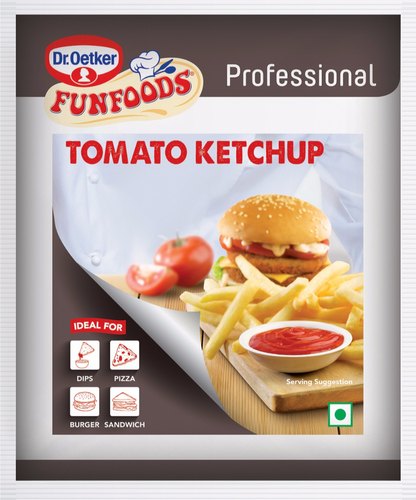 Dr.Oetker
FUNFOODS®
Professional
TOMATO KETCHUP
IDEAL FOR
DIPS PIZZA
BURGER SANDWICH
Serving Suggestion